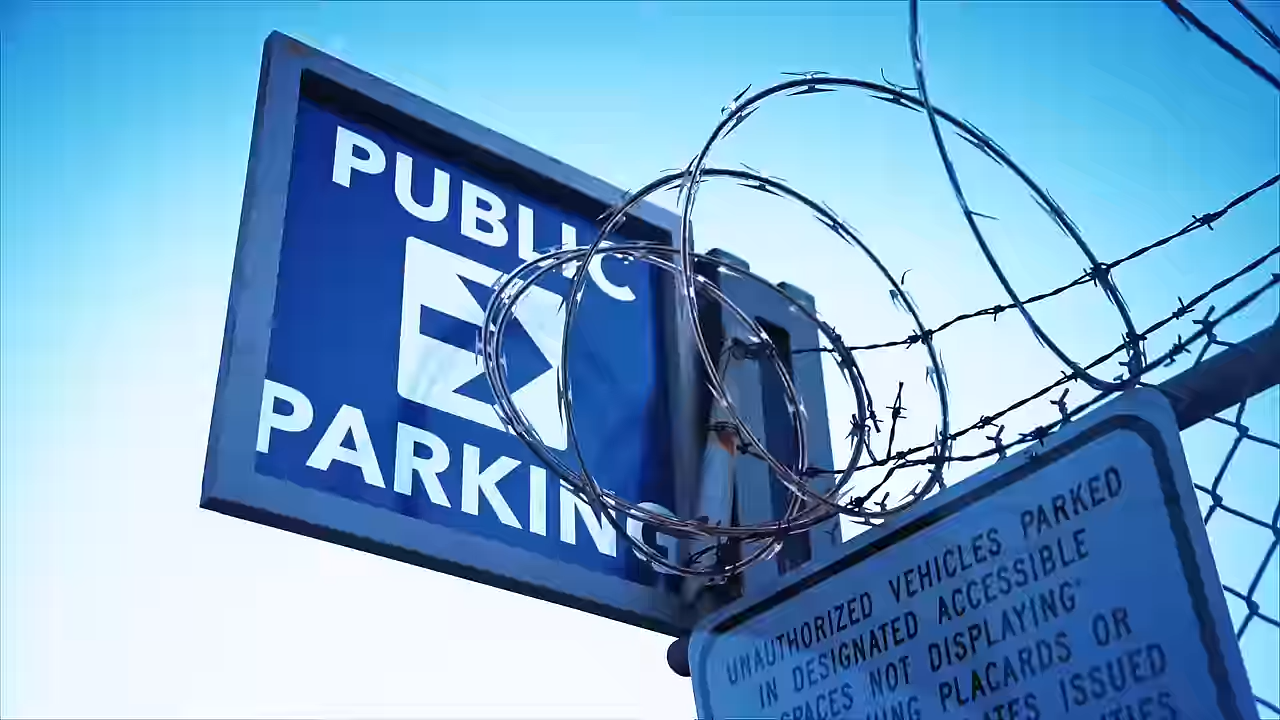 PUBLIC
PARKING
UNAUTHORIZED VEHICLES PARKED
IN DESIGNATED ACCESSIBLE
SPACES NOT DISPLAYING
PLACARDS OR
ISSUED